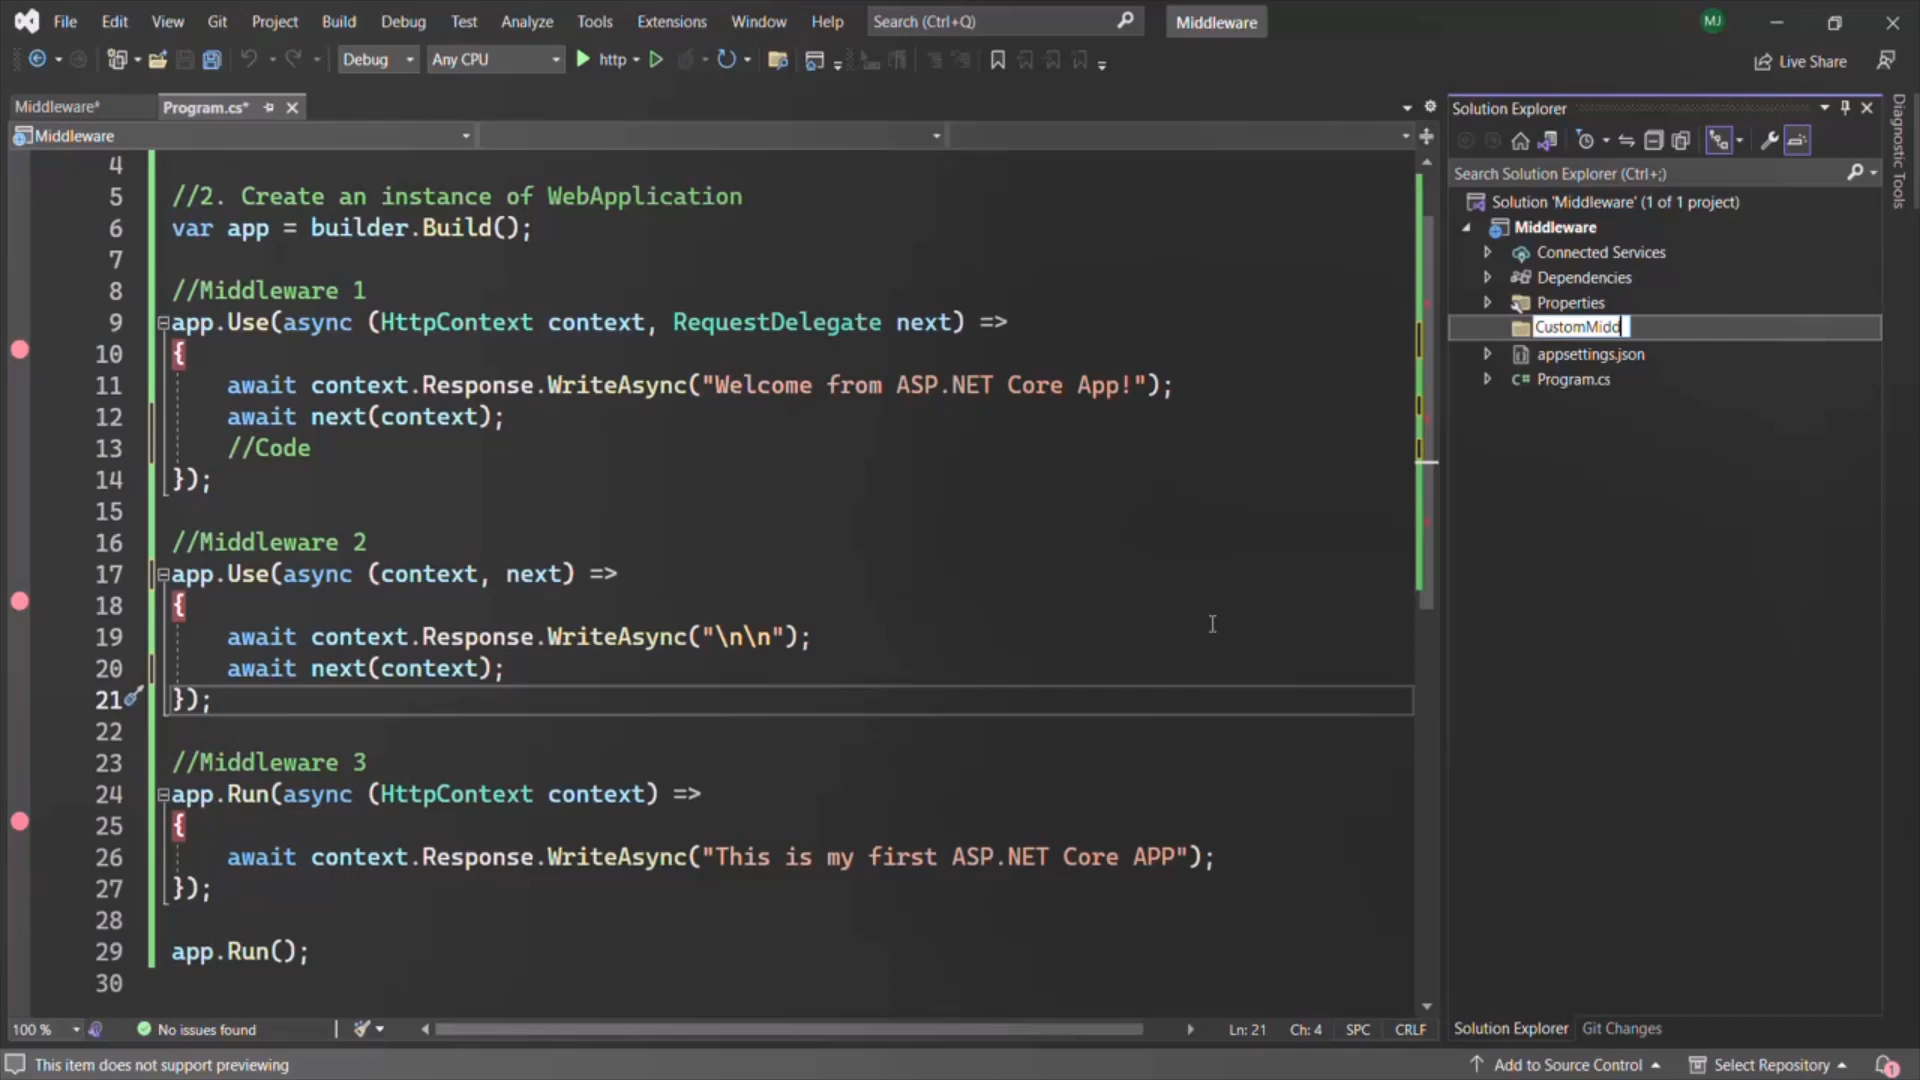 File Edit View Git Project Build Debug Test Analyze Tools Extensions Window Help Search (Ctrl+Q) Middleware MJ
Debug Any CPU http Live Share
Middleware* Program.cs*
Middleware
4
5 //2. Create an instance of WebApplication
6 var app = builder.Build();
7
8 //Middleware 1
9 app.Use(async (HttpContext context, RequestDelegate next) =>
10 {
11 await context.Response.WriteAsync("Welcome from ASP.NET Core App!");
12 await next(context);
13 //Code
14 });
15
16 //Middleware 2
17 app.Use(async (context, next) =>
18 {
19 await context.Response.WriteAsync("\n\n");
20 await next(context);
21 });
22
23 //Middleware 3
24 app.Run(async (HttpContext context) =>
25 {
26 await context.Response.WriteAsync("This is my first ASP.NET Core APP");
27 });
28
29 app.Run();
30
100 % No issues found Ln: 21 Ch: 4 SPC CRLF
Solution Explorer
Search Solution Explorer (Ctrl+;)
Solution 'Middleware' (1 of 1 project)
Middleware
Connected Services
Dependencies
Properties
CustomMidd
appsettings.json
C# Program.cs
Solution Explorer Git Changes
Diagnostic Tools
This item does not support previewing Add to Source Control Select Repository 1